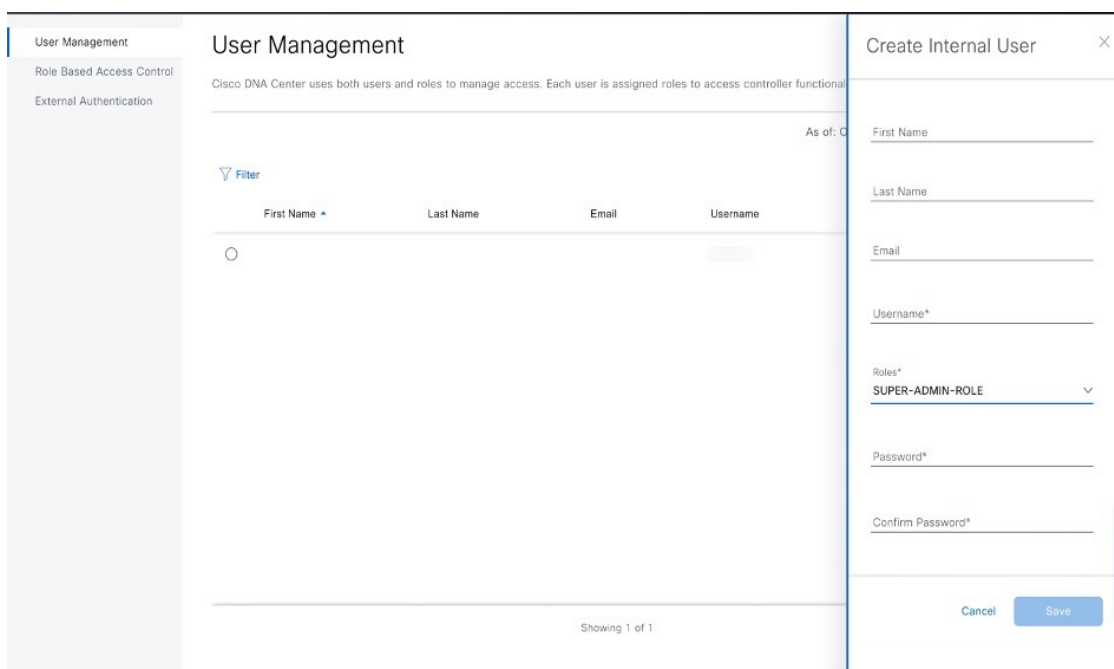 User Management
Role Based Access Control
External Authentication
User Management
Cisco DNA Center uses both users and roles to manage access. Each user is assigned roles to access controller functional
As of:
Filter
First Name Last Name Email Username
Showing 1 of 1
Create Internal User
First Name
Last Name
Email
Username*
Roles*
SUPER-ADMIN-ROLE
Password*
Confirm Password*
Cancel Save